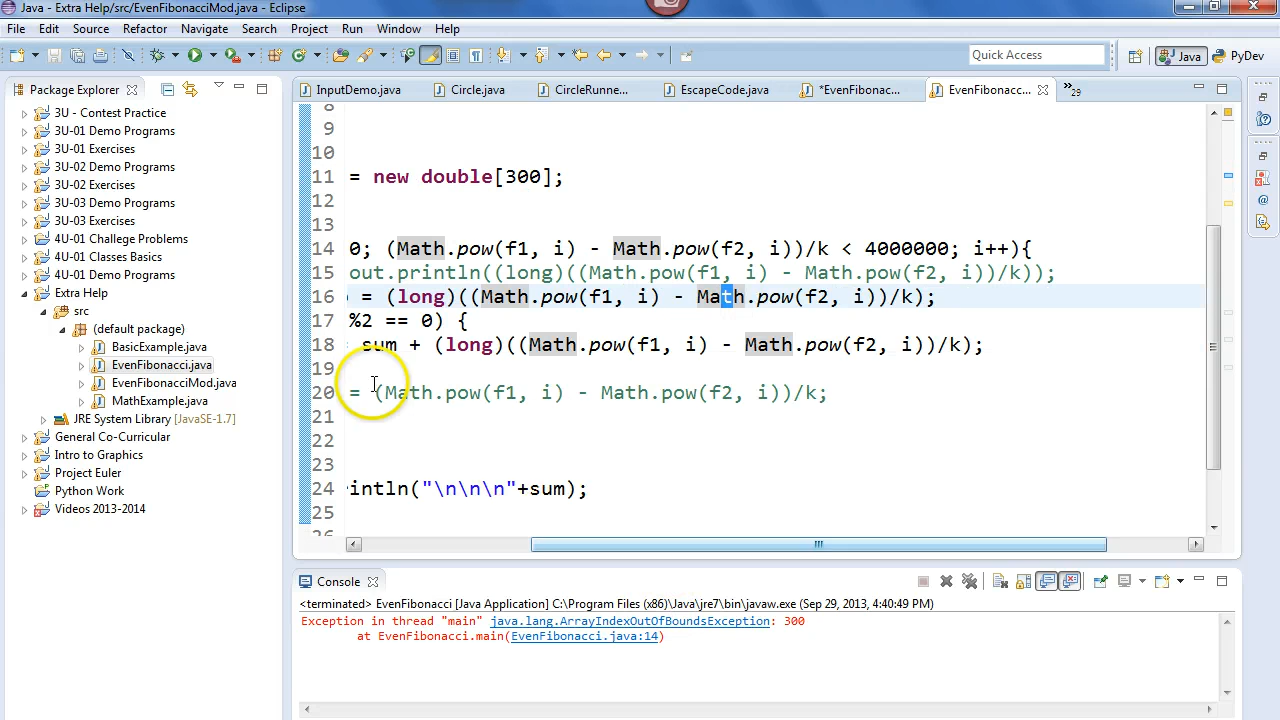 Java - Extra Help/src/EvenFibonacciMod.java - Eclipse
File Edit Source Refactor Navigate Search Project Run Window Help
Quick Access Java PyDev
Package Explorer
InputDemo.java Circle.java CircleRunne... EscapeCode.java *EvenFibonac... EvenFibonacc... »29
3U - Contest Practice
3U-01 Demo Programs
3U-01 Exercises
3U-02 Demo Programs
3U-02 Exercises
3U-03 Demo Programs
3U-03 Exercises
4U-01 Challege Problems
4U-01 Classes Basics
4U-01 Demo Programs
Extra Help
src
(default package)
BasicExample.java
EvenFibonacci.java
EvenFibonacciMod.java
MathExample.java
JRE System Library [JavaSE-1.7]
General Co-Curricular
Intro to Graphics
Project Euler
Python Work
Videos 2013-2014
8
9
10
11 = new double[300];
12
13
14 0; (Math.pow(f1, i) - Math.pow(f2, i))/k < 4000000; i++){
15 out.println((long)((Math.pow(f1, i) - Math.pow(f2, i))/k));
16 = (long)((Math.pow(f1, i) - Math.pow(f2, i))/k);
17 %2 == 0) {
18 sum + (long)((Math.pow(f1, i) - Math.pow(f2, i))/k);
19
20 = (Math.pow(f1, i) - Math.pow(f2, i))/k;
21
22
23
24 intln("\n\n\n"+sum);
25
26
Console
<terminated> EvenFibonacci [Java Application] C:\Program Files (x86)\Java\jre7\bin\javaw.exe (Sep 29, 2013, 4:40:49 PM)
Exception in thread "main" java.lang.ArrayIndexOutOfBoundsException: 300
at EvenFibonacci.main(EvenFibonacci.java:14)